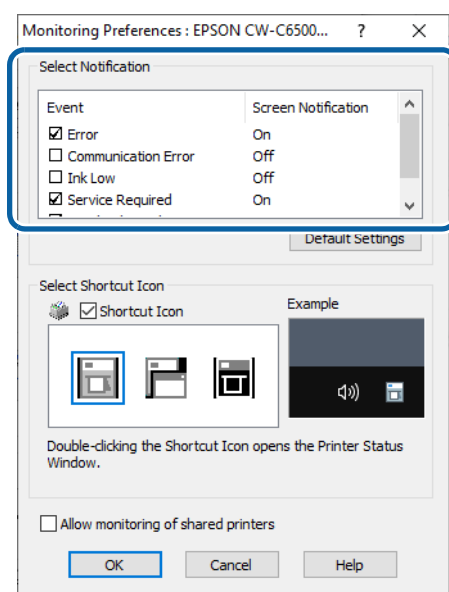 Monitoring Preferences : EPSON CW-C6500... ? ×
Select Notification
Event Screen Notification
Error On
Communication Error Off
Ink Low Off
Service Required On
Default Settings
Select Shortcut Icon
Shortcut Icon
Example
Double-clicking the Shortcut Icon opens the Printer Status
Window.
Allow monitoring of shared printers
OK Cancel Help